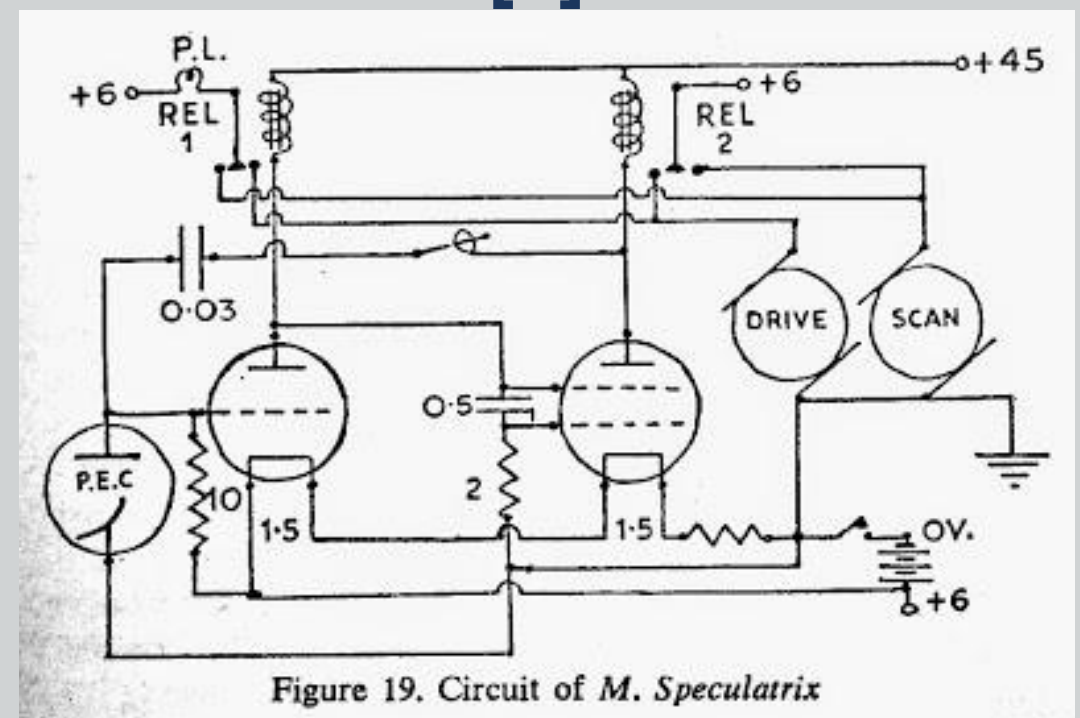 P.L.
+6
REL
1
+45
+6
REL
2
0·03
DRIVE
SCAN
0·5
P.E.C
10
1·5
2
1·5
0V.
+6
Figure 19. Circuit of M. Speculatrix